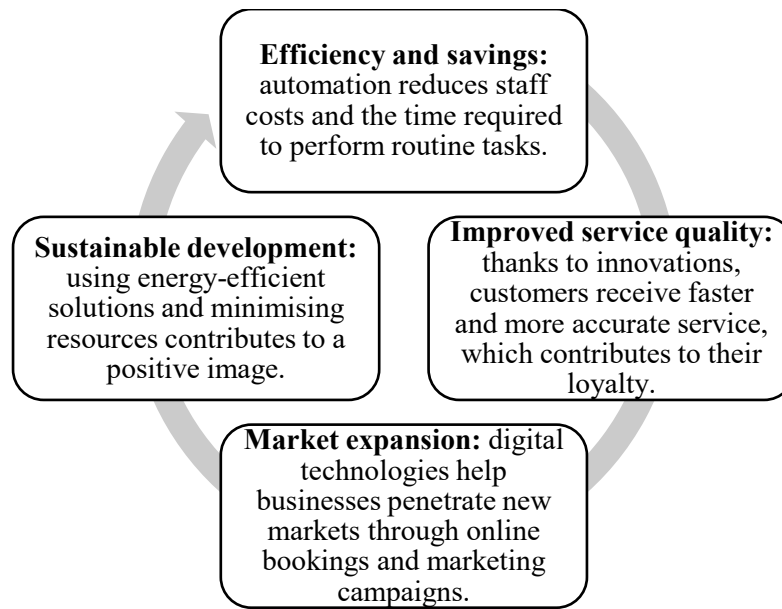 Efficiency and savings:
automation reduces staff
costs and the time required
to perform routine tasks.
Improved service quality:
thanks to innovations,
customers receive faster
and more accurate service,
which contributes to their
loyalty.
Market expansion: digital
technologies help
businesses penetrate new
markets through online
bookings and marketing
campaigns.
Sustainable development:
using energy-efficient
solutions and minimising
resources contributes to a
positive image.